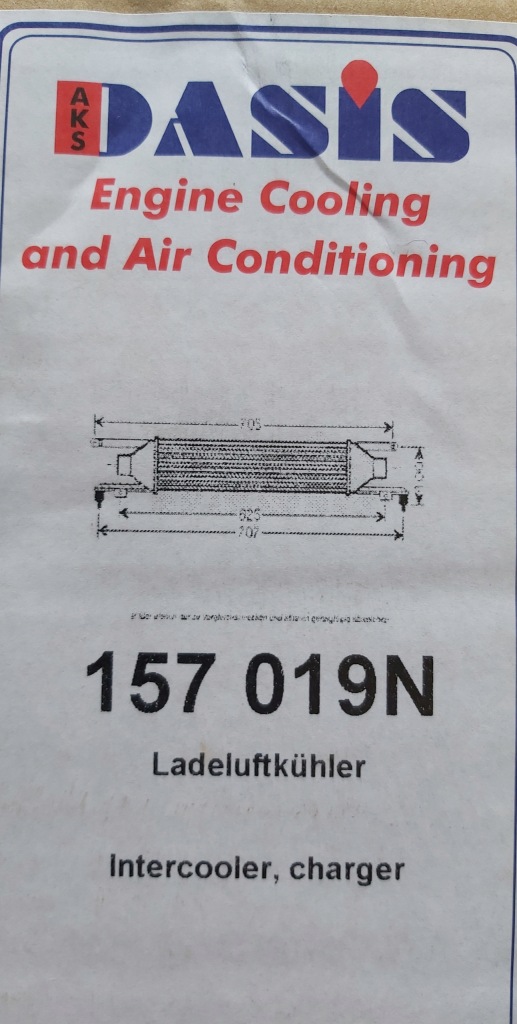 AKS
DASIS
Engine Cooling
and Air Conditioning
705
625
707
157 019N
Ladeluftkühler
Intercooler, charger